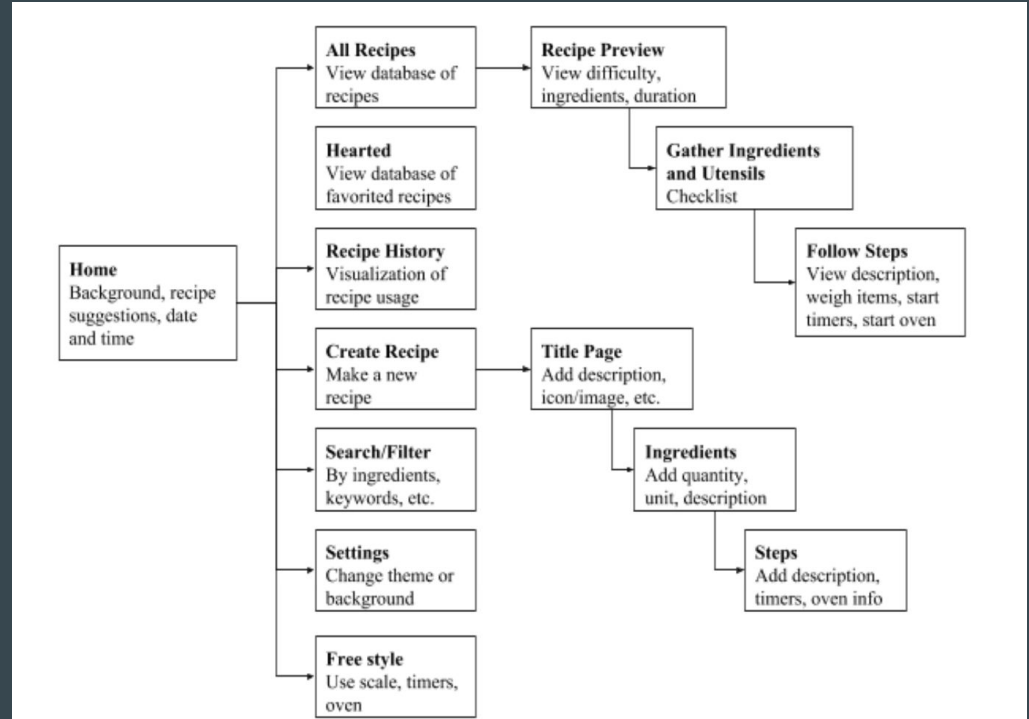 All Recipes
View database of
recipes
Recipe Preview
View difficulty,
ingredients, duration
Hearted
View database of
favorited recipes
Gather Ingredients
and Utensils
Checklist
Home
Background, recipe
suggestions, date
and time
Recipe History
Visualization of
recipe usage
Follow Steps
View description,
weigh items, start
timers, start oven
Create Recipe
Make a new
recipe
Title Page
Add description,
icon/image, etc.
Search/Filter
By ingredients,
keywords, etc.
Ingredients
Add quantity,
unit, description
Settings
Change theme or
background
Steps
Add description,
timers, oven info
Free style
Use scale, timers,
oven